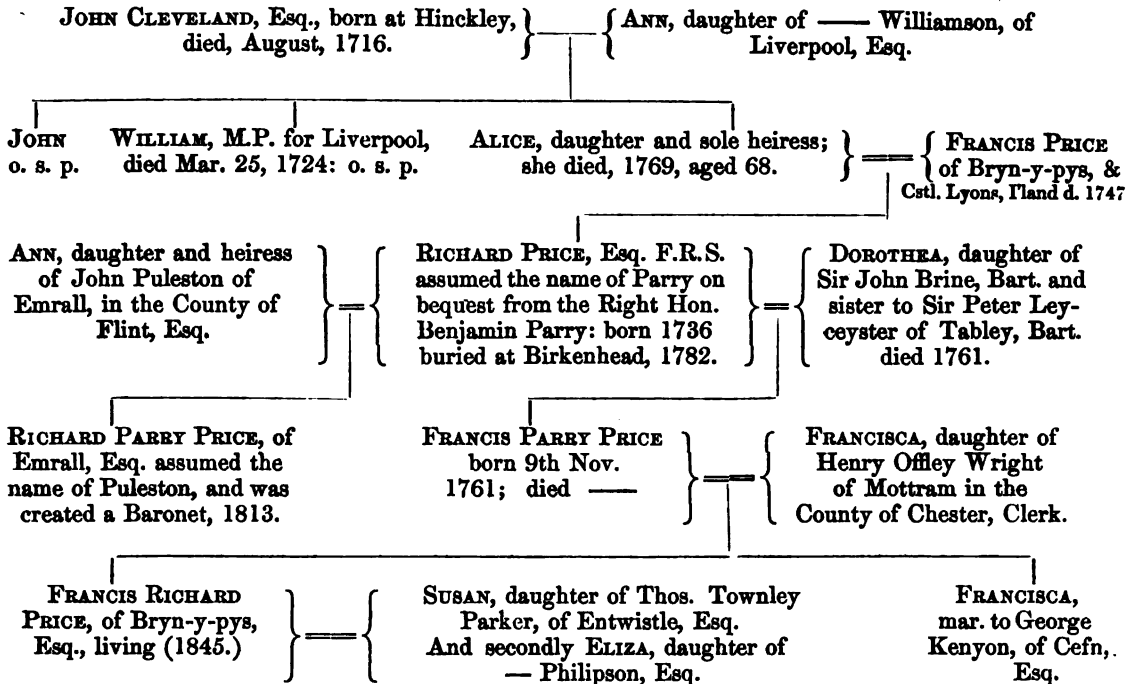 JOHN CLEVELAND, Esq., born at Hinckley,
died, August, 1716.
ANN, daughter of —— Williamson, of
Liverpool, Esq.
JOHN
o. s. p.
WILLIAM, M.P. for Liverpool,
died Mar. 25, 1724: o. s. p.
ALICE, daughter and sole heiress;
she died, 1769, aged 68.
FRANCIS PRICE
of Bryn-y-pys, &
Cstl. Lyons, I'land d. 1747
ANN, daughter and heiress
of John Puleston of
Emrall, in the County of
Flint, Esq.
RICHARD PRICE, Esq. F.R.S.
assumed the name of Parry on
bequest from the Right Hon.
Benjamin Parry: born 1736
buried at Birkenhead, 1782.
DOROTHEA, daughter of
Sir John Brine, Bart. and
sister to Sir Peter Ley-
ceyster of Tabley, Bart.
died 1761.
RICHARD PARRY PRICE, of
Emrall, Esq. assumed the
name of Puleston, and was
created a Baronet, 1813.
FRANCIS PARRY PRICE
born 9th Nov.
1761; died ——
FRANCISCA, daughter of
Henry Offley Wright
of Mottram in the
County of Chester, Clerk.
FRANCIS RICHARD
PRICE, of Bryn-y-pys,
Esq., living (1845.)
SUSAN, daughter of Thos. Townley
Parker, of Entwistle, Esq.
And secondly ELIZA, daughter of
— Philipson, Esq.
FRANCISCA,
mar. to George
Kenyon, of Cefn,
Esq.